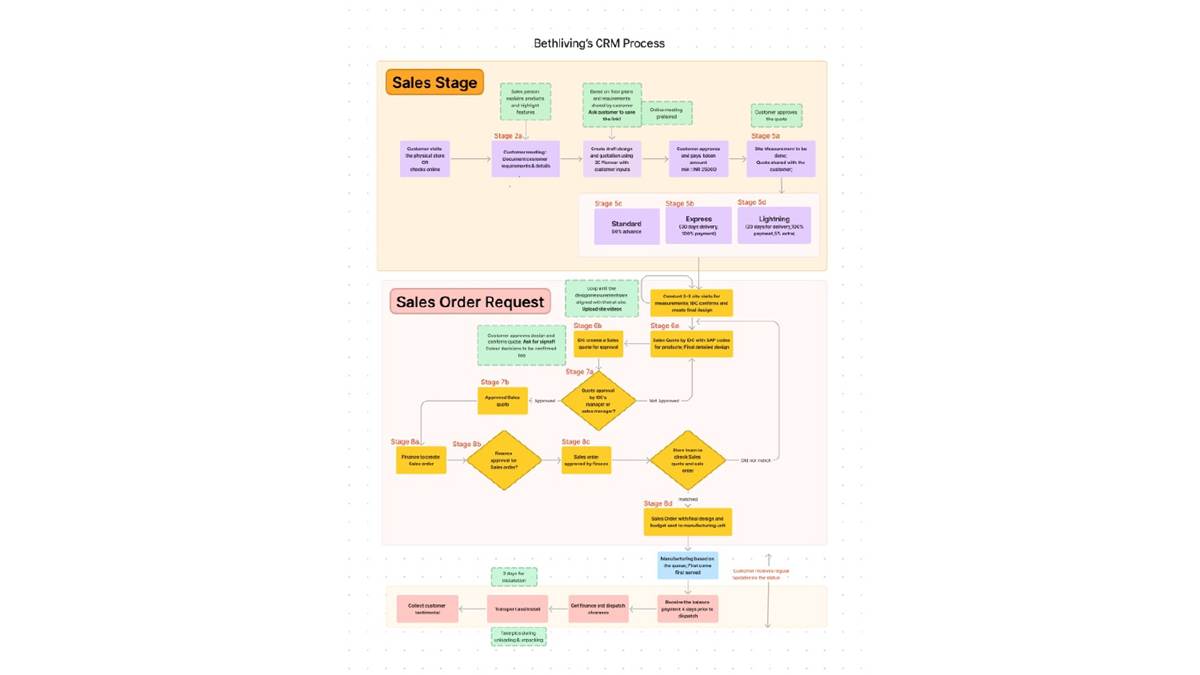 Bethliving's CRM Process
Sales Stage
Sales person
explains products
and highlight
features
Based on floor plans
and requirements
shared by customer
Ask customer to save
the link!
Online meeting
preferred
Customer approves
the quote
Stage 2a
Stage 5a
Customer visits
the physical store
OR
checks online
Customer meeting:
Document customer
requirements & details
Create draft design
and quotation using
Planner with
customer inputs
Customer approves
and pays token
amount
min INR 25000
Site Measurement to be
done;
Quote shared with the
customer;
Stage 5c
Stage 5b
Stage 5d
Standard
50% advance
Express
(30 days delivery,
100% payment)
Lightning
(20 days for delivery, 100%
payment, 5% extra)
Sales Order Request
Loop until the
design/measurements are
aligned with that at site.
Upload site videos
Conduct 2-3 site visits for
measurements; IDC confirms and
create final design
Customer approves design and
confirms quote. Ask for signoff!
Colour decisions to be confirmed
too
Stage 6b
Stage 6a
IDC creates a Sales
quote for approval
Sales Quote by IDC with SAP codes
for products; Final detailed design
Stage 7a
Stage 7b
Quote approval
by IDC's
manager or
sales manager?
Approved Sales
quote
Approved
Not Approved
Stage 8a
Stage 8b
Stage 8c
Finance to create
Sales order
Finance
approval for
Sales order?
Sales order
approved by finance
Store team to
check Sales
quote and sale
order
Did not match
matched
Stage 8d
Sales Order with final design and
budget sent to manufacturing unit
Manufacturing based on
the queue; First come
first served
Customer receives regular
updates on the status
3 days for
installation
Collect customer
testimonial
Transport and install
Get finance and dispatch
clearance
Receive the balance
payment 4 days prior to
dispatch
Take pics during
unloading & unpacking